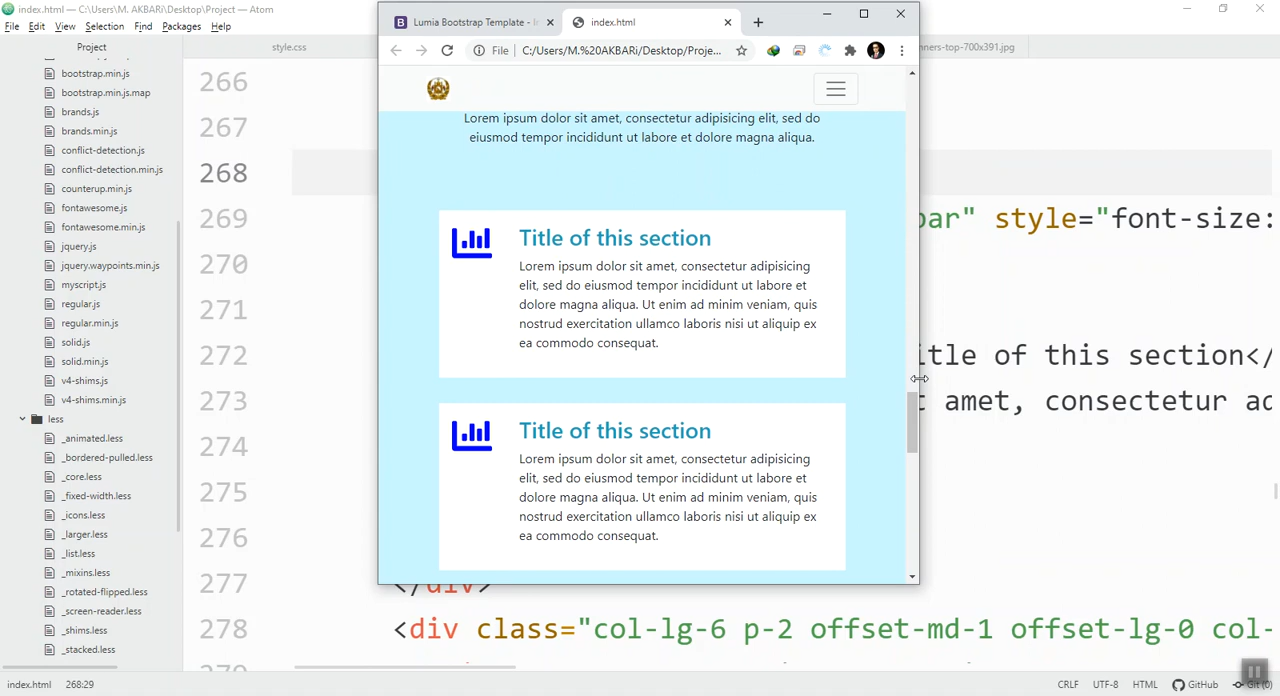 index.html — C:\Users\M. AKBARi\Desktop\Project — Atom
File Edit View Selection Find Packages Help
Project
style.css
nners-top-700x391.jpg
bootstrap.min.js
bootstrap.min.js.map
brands.js
brands.min.js
conflict-detection.js
conflict-detection.min.js
counterup.min.js
fontawesome.js
fontawesome.min.js
jquery.js
jquery.waypoints.min.js
myscript.js
regular.js
regular.min.js
solid.js
solid.min.js
v4-shims.js
v4-shims.min.js
less
_animated.less
_bordered-pulled.less
_core.less
_fixed-width.less
_icons.less
_larger.less
_list.less
_mixins.less
_rotated-flipped.less
_screen-reader.less
_shims.less
_stacked.less
266
267
268
269
270
271
272
273
274
275
276
277
278
279
bar" style="font-size:
itle of this section</
t amet, consectetur ad
</div>
<div class="col-lg-6 p-2 offset-md-1 offset-lg-0 col-
Lumia Bootstrap Template - In
index.html
File
C:/Users/M.%20AKBARi/Desktop/Proje...
Lorem ipsum dolor sit amet, consectetur adipisicing elit, sed do
eiusmod tempor incididunt ut labore et dolore magna aliqua.
Title of this section
Lorem ipsum dolor sit amet, consectetur adipisicing
elit, sed do eiusmod tempor incididunt ut labore et
dolore magna aliqua. Ut enim ad minim veniam, quis
nostrud exercitation ullamco laboris nisi ut aliquip ex
ea commodo consequat.
Title of this section
Lorem ipsum dolor sit amet, consectetur adipisicing
elit, sed do eiusmod tempor incididunt ut labore et
dolore magna aliqua. Ut enim ad minim veniam, quis
nostrud exercitation ullamco laboris nisi ut aliquip ex
ea commodo consequat.
index.html 268:29
CRLF UTF-8 HTML GitHub Git (0)